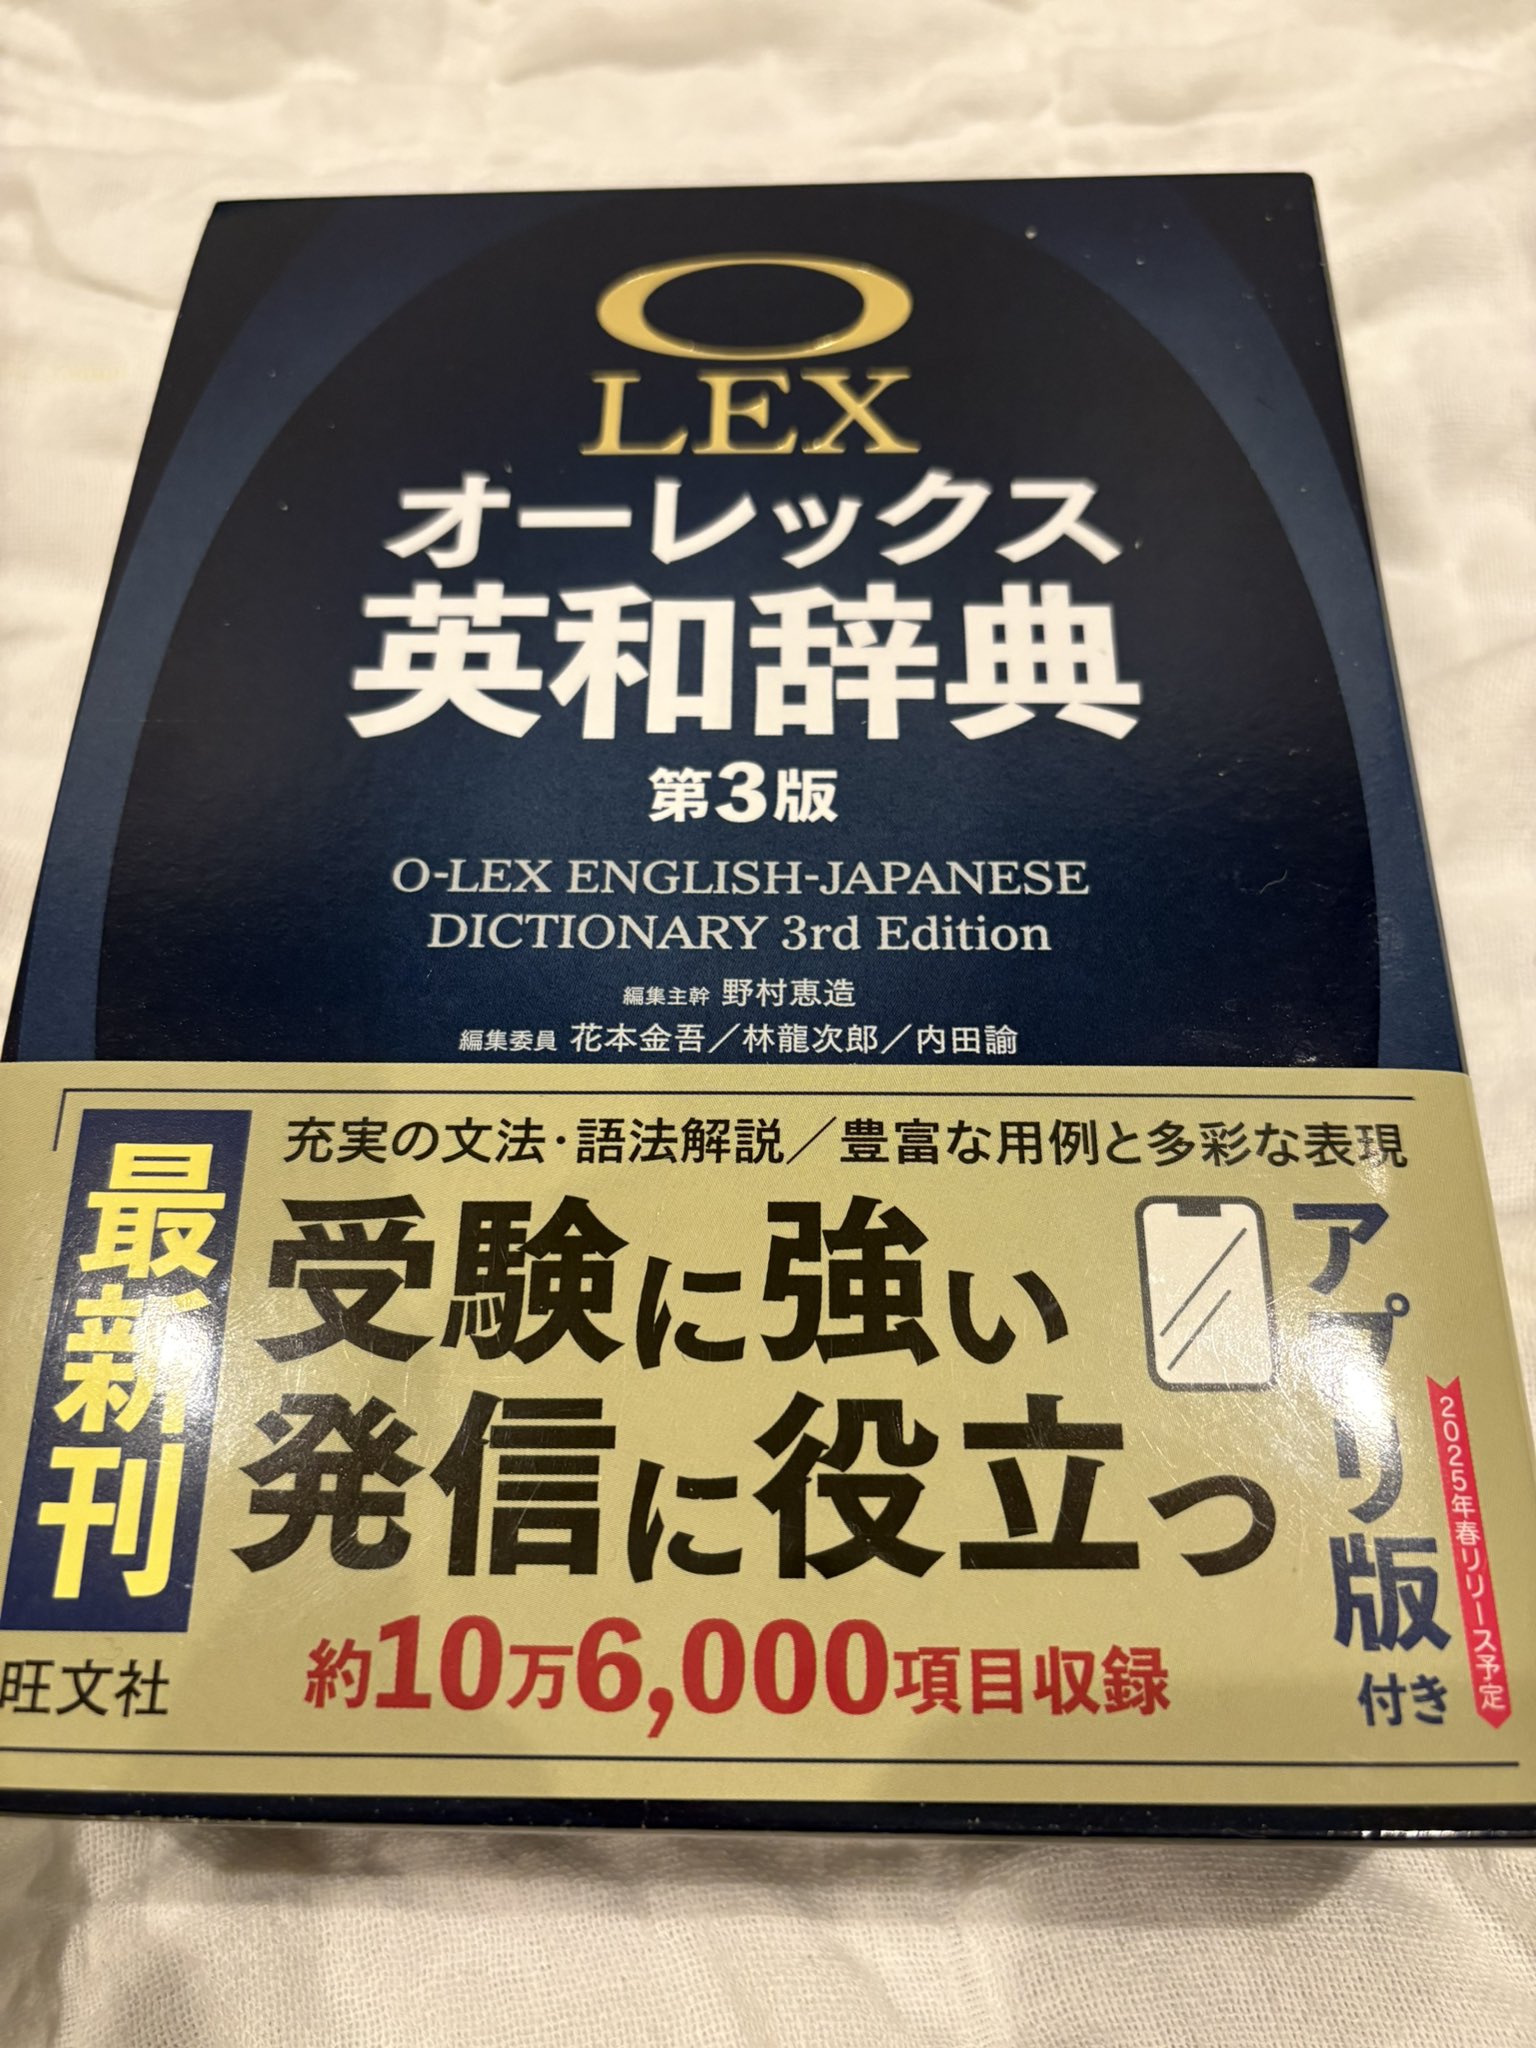 O
LEX
オーレックス
英和辞典
第3版
O-LEX ENGLISH-JAPANESE
DICTIONARY 3rd Edition
編集主幹 野村恵造
編集委員 花本金吾／林龍次郎／内田諭
最新刊
充実の文法・語法解説／豊富な用例と多彩な表現
受験に強い
発信に役立つ
約10万6,000項目収録
アプリ版付き
2025年春リリース予定
旺文社